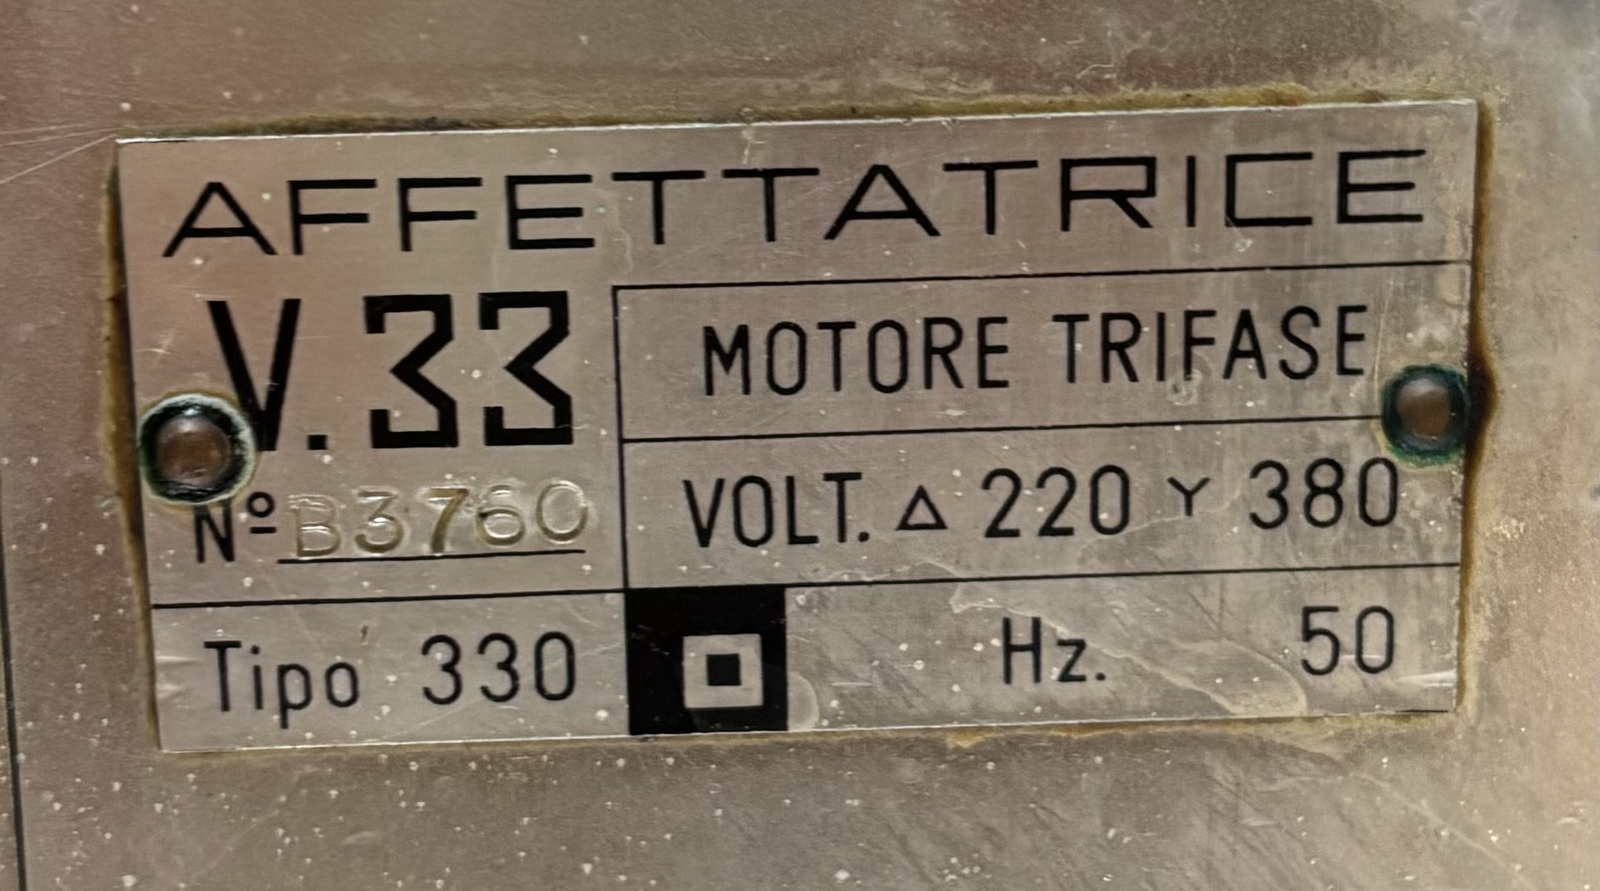 AFFETTATRICE
V.33
Nº B3760
MOTORE TRIFASE
VOLT. Δ 220 Y 380
Tipo 330
Hz. 50